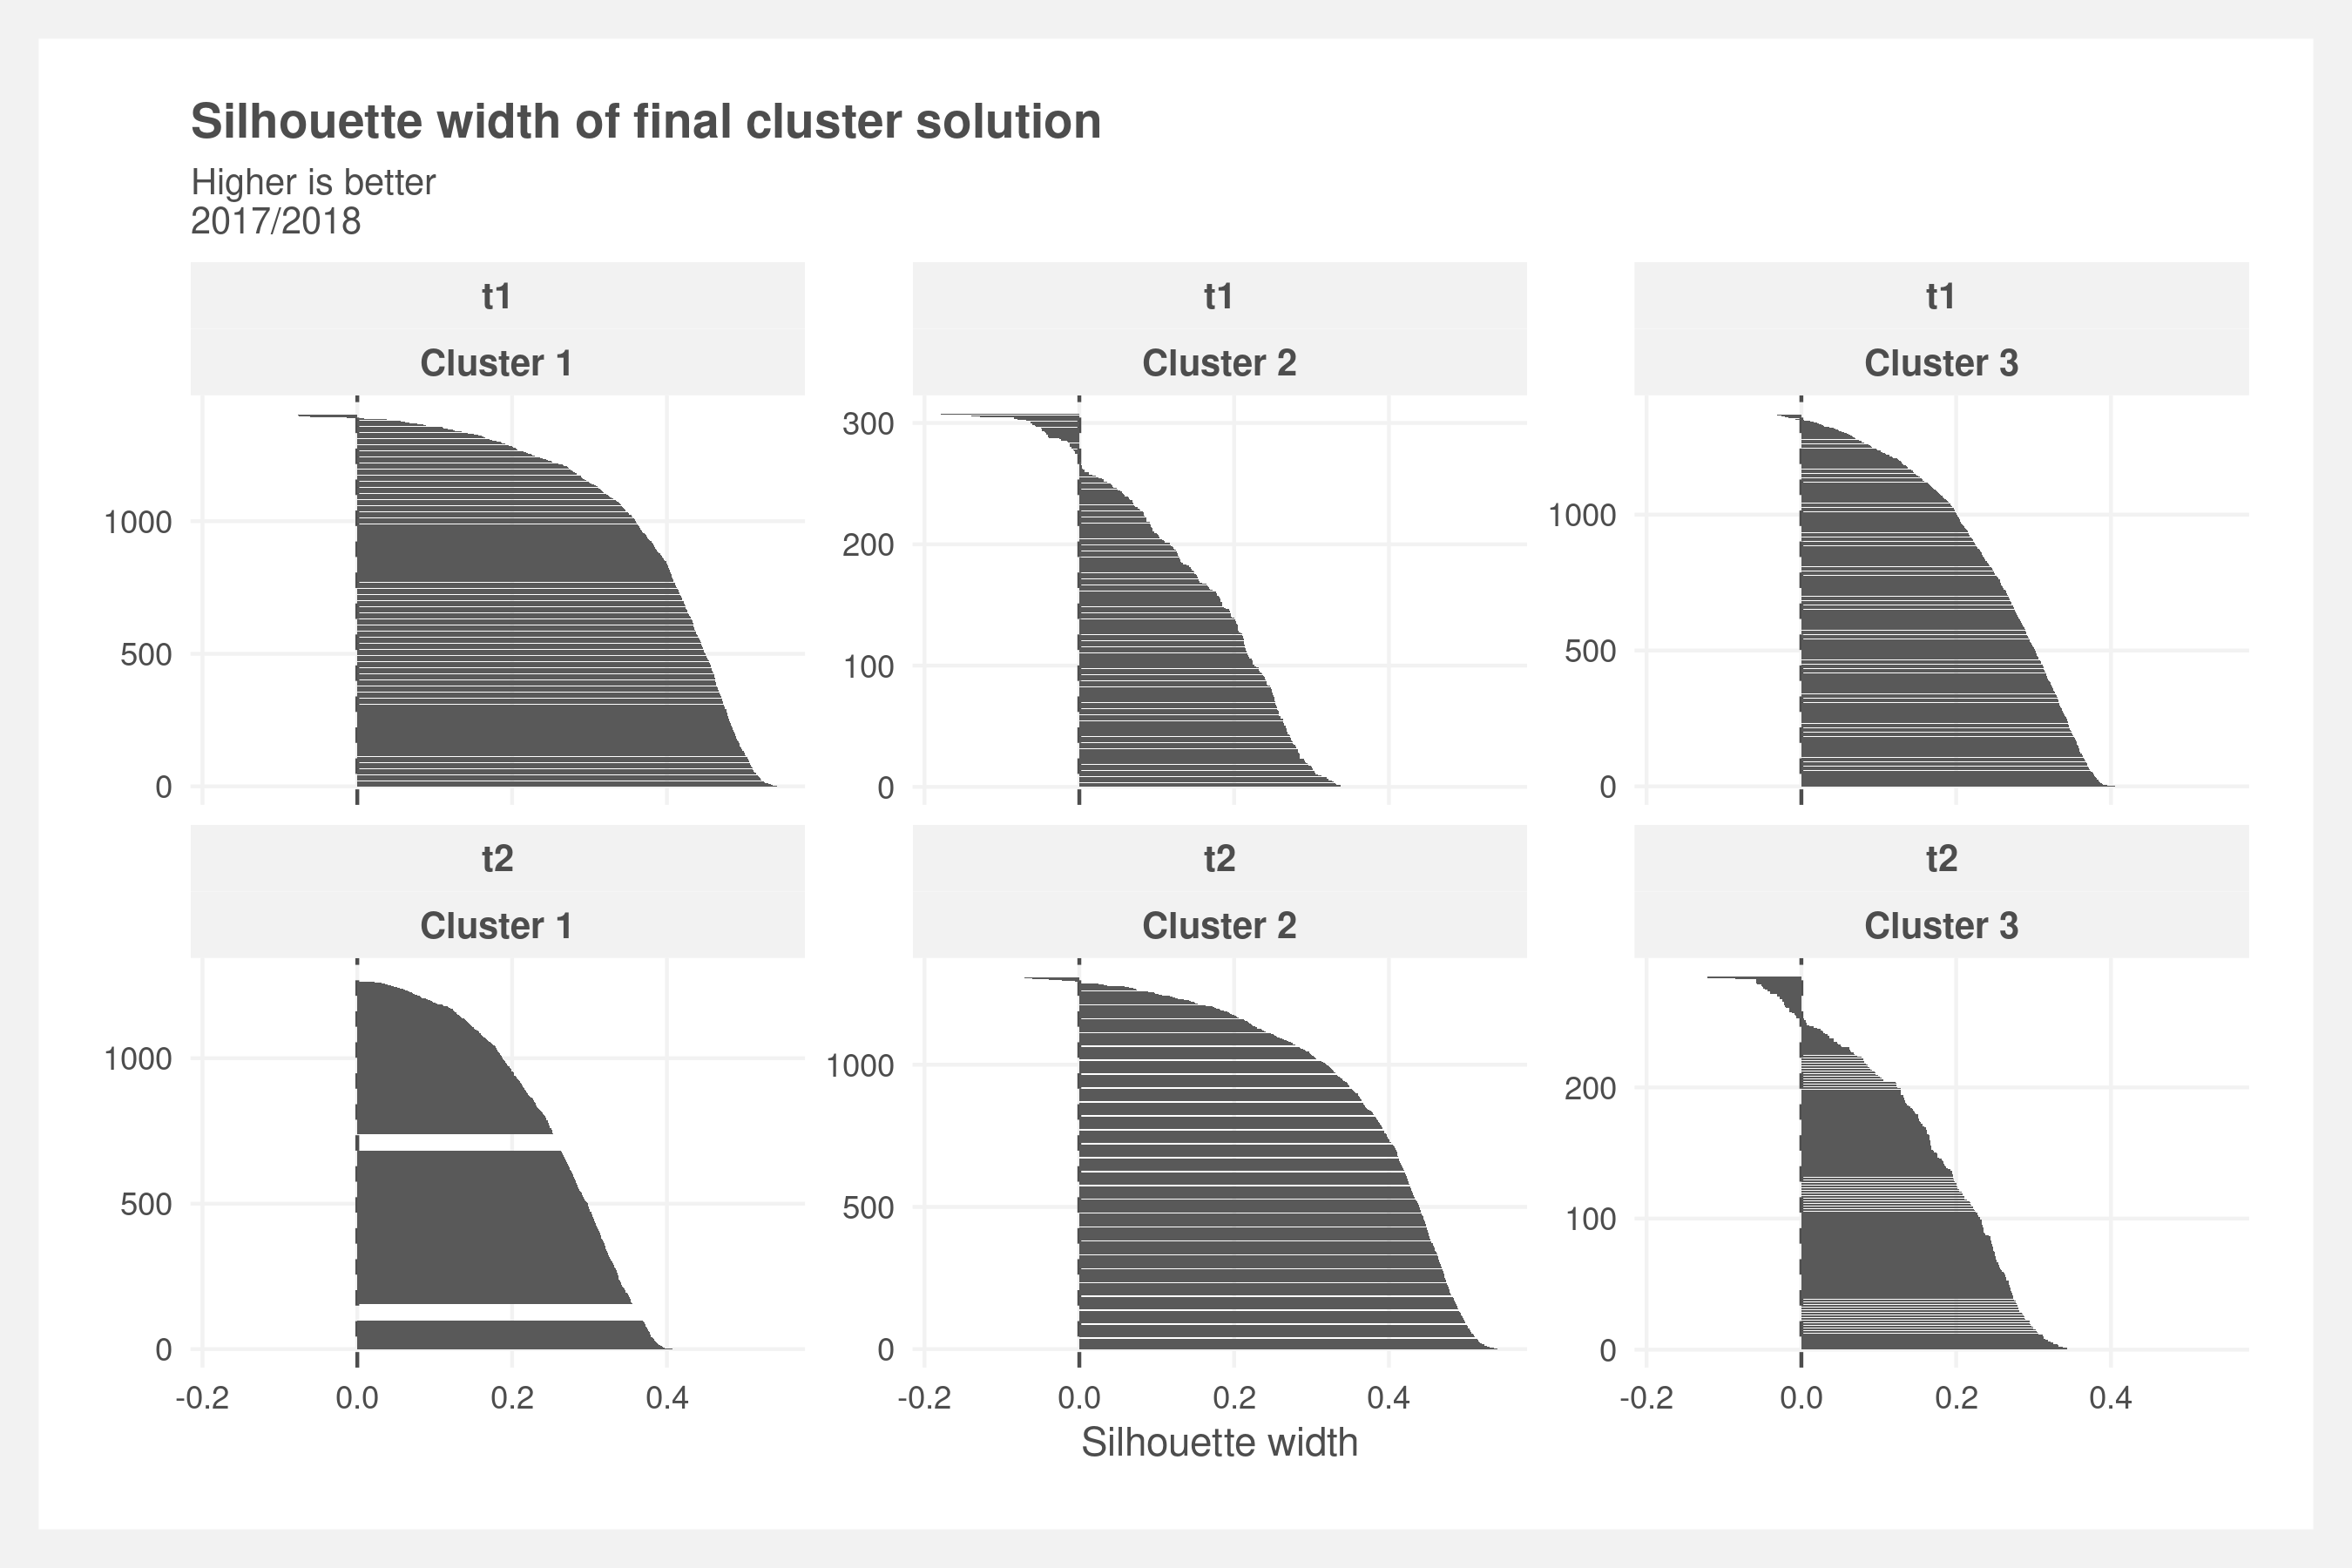 Silhouette width of final cluster solution
Higher is better
2017/2018
t1
Cluster 1
1000
500
0
t1
Cluster 2
300
200
100
0
t1
Cluster 3
1000
500
0
t2
Cluster 1
1000
500
0
-0.2 0.0 0.2 0.4
t2
Cluster 2
1000
500
0
-0.2 0.0 0.2 0.4
t2
Cluster 3
200
100
0
-0.2 0.0 0.2 0.4
Silhouette width